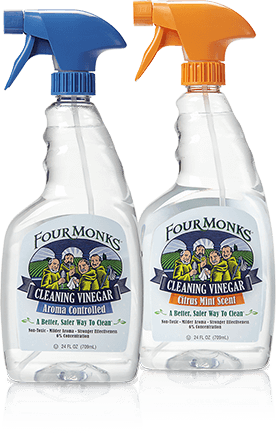 FOUR MONKS
CLEANING VINEGAR
Aroma Controlled
A Better, Safer Way To Clean
Non-Toxic • Milder Aroma • Stronger Effectiveness
6% Concentration
24 FL OZ (709mL)
FOUR MONKS
CLEANING VINEGAR
Citrus Mint Scent
A Better, Safer Way To Clean
Non-Toxic • Milder Aroma • Stronger Effectiveness
6% Concentration
24 FL OZ (709mL)